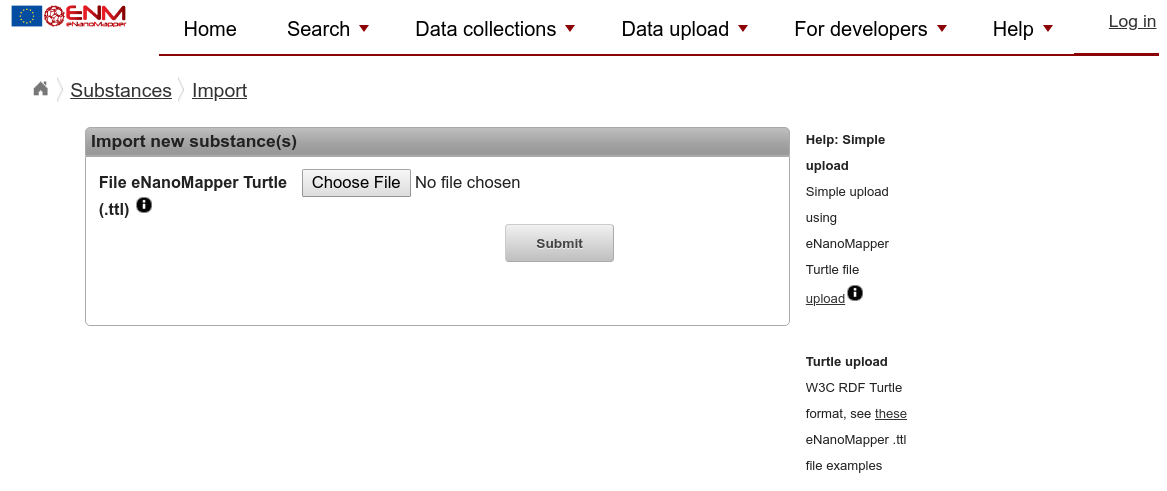 ENM
eNanoMapper
Home
Search
Data collections
Data upload
For developers
Help
Log in
Substances
Import
Import new substance(s)
File eNanoMapper Turtle
(.ttl)
Choose File
No file chosen
Submit
Help: Simple
upload
Simple upload
using
eNanoMapper
Turtle file
upload
Turtle upload
W3C RDF Turtle
format, see these
eNanoMapper .ttl
file examples